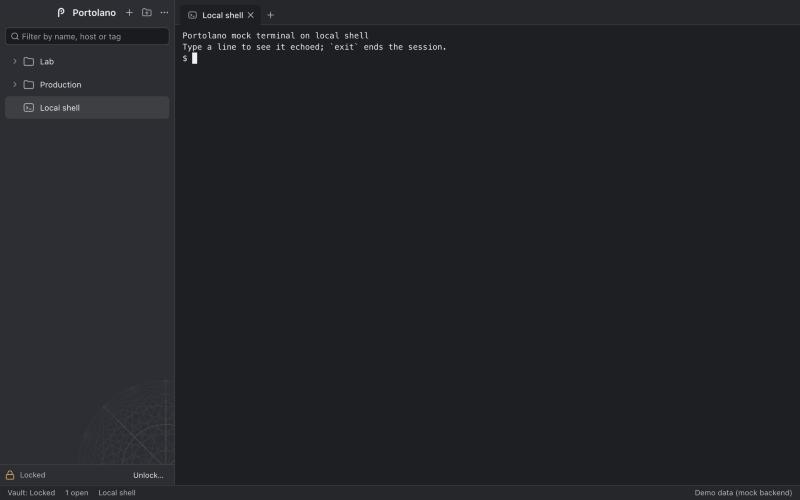 Portolano
Filter by name, host or tag
Lab
Production
Local shell
Locked
Unlock...
Local shell
Portolano mock terminal on local shell
Type a line to see it echoed; `exit` ends the session.
$
Vault: Locked 1 open Local shell
Demo data (mock backend)